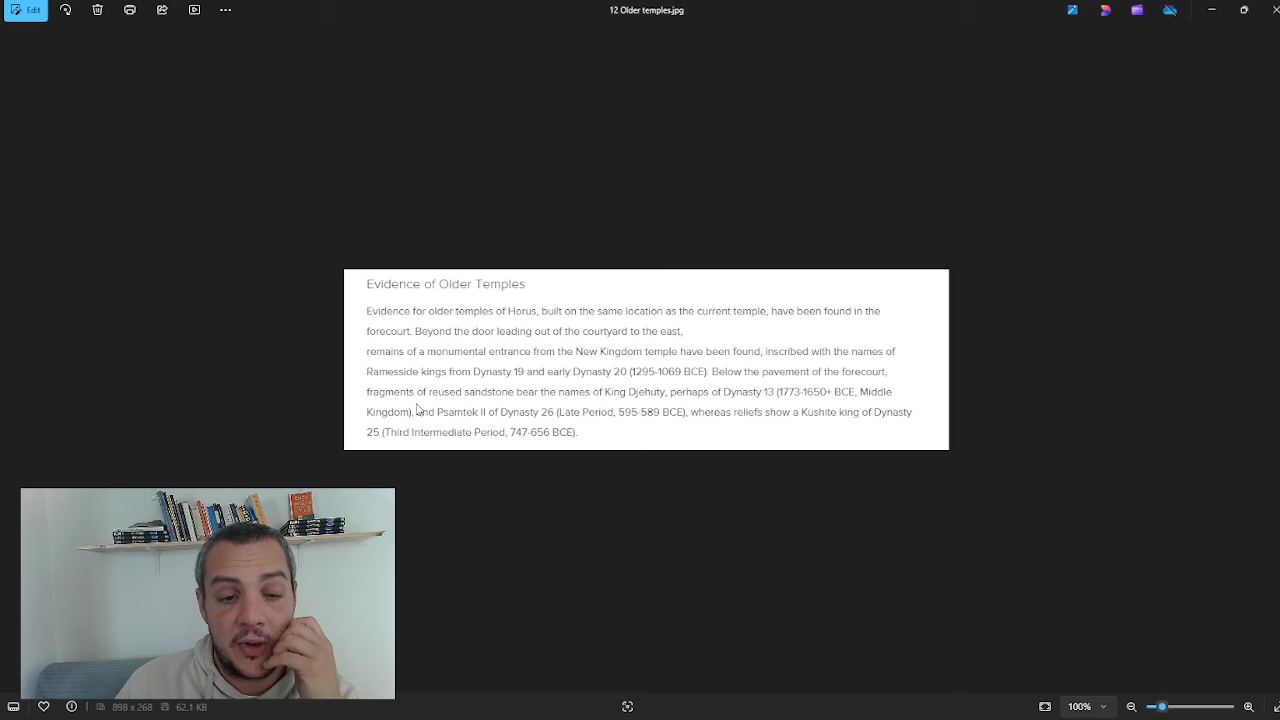 Edit
12 Older temples.jpg
Evidence of Older Temples
Evidence for older temples of Horus, built on the same location as the current temple, have been found in the
forecourt. Beyond the door leading out of the courtyard to the east,
remains of a monumental entrance from the New Kingdom temple have been found, inscribed with the names of
Ramesside kings from Dynasty 19 and early Dynasty 20 (1295-1069 BCE). Below the pavement of the forecourt,
fragments of reused sandstone bear the names of King Djehuty, perhaps of Dynasty 13 (1773-1650+ BCE, Middle
Kingdom), and Psamtek II of Dynasty 26 (Late Period, 595-589 BCE), whereas reliefs show a Kushite king of Dynasty
25 (Third Intermediate Period, 747-656 BCE).
898 x 268 62.1 KB
100%